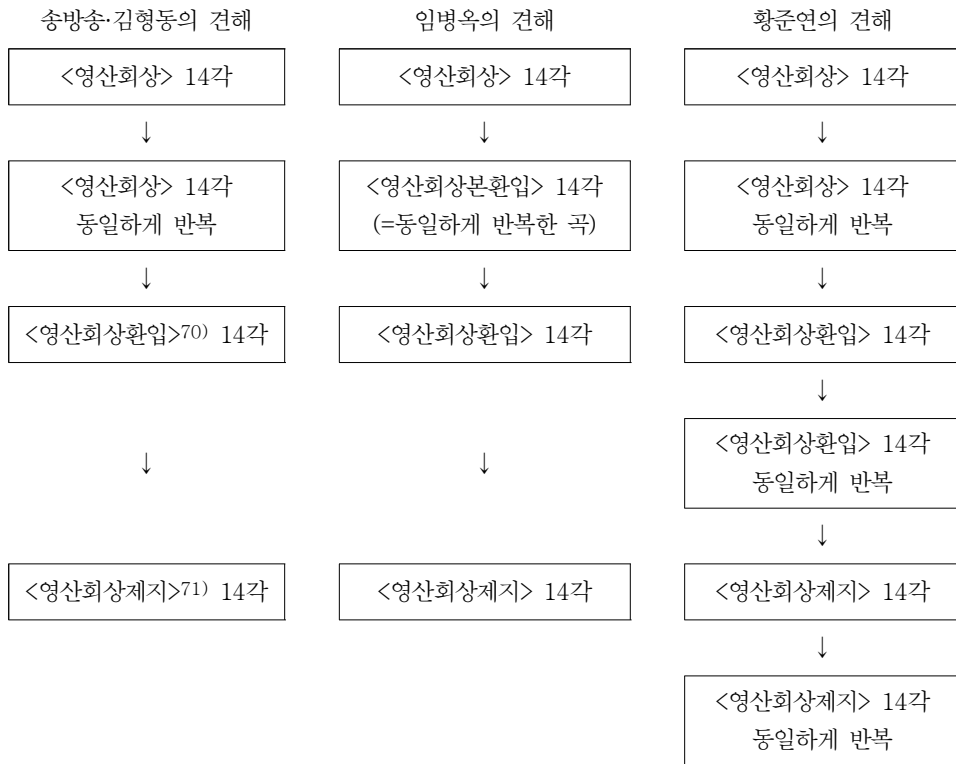 송방송·김형동의 견해
<영산회상> 14각
↓
<영산회상> 14각
동일하게 반복
↓
<영산회상환입>70) 14각
↓
<영산회상제지>71) 14각
임병옥의 견해
<영산회상> 14각
↓
<영산회상본환입> 14각
(=동일하게 반복한 곡)
↓
<영산회상환입> 14각
↓
<영산회상제지> 14각
황준연의 견해
<영산회상> 14각
↓
<영산회상> 14각
동일하게 반복
↓
<영산회상환입> 14각
↓
<영산회상환입> 14각
동일하게 반복
↓
<영산회상제지> 14각
↓
<영산회상제지> 14각
동일하게 반복